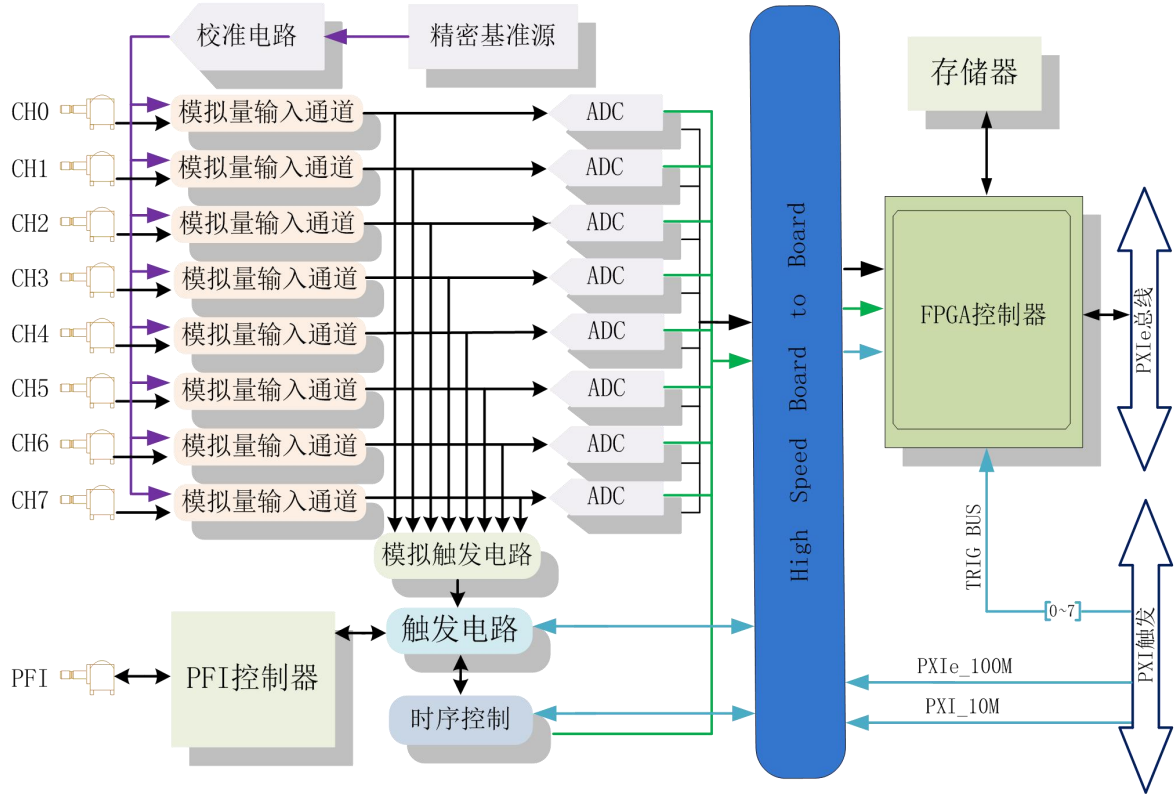 校准电路
精密基准源
存储器
CH0
模拟量输入通道
ADC
CH1
模拟量输入通道
ADC
CH2
模拟量输入通道
ADC
CH3
模拟量输入通道
ADC
CH4
模拟量输入通道
ADC
CH5
模拟量输入通道
ADC
CH6
模拟量输入通道
ADC
CH7
模拟量输入通道
ADC
High Speed Board to Board
FPGA控制器
PXIe总线
模拟触发电路
触发电路
时序控制
PFI
PFI控制器
TRIG BUS
[0~7]
PXI触发
PXIe_100M
PXI_10M